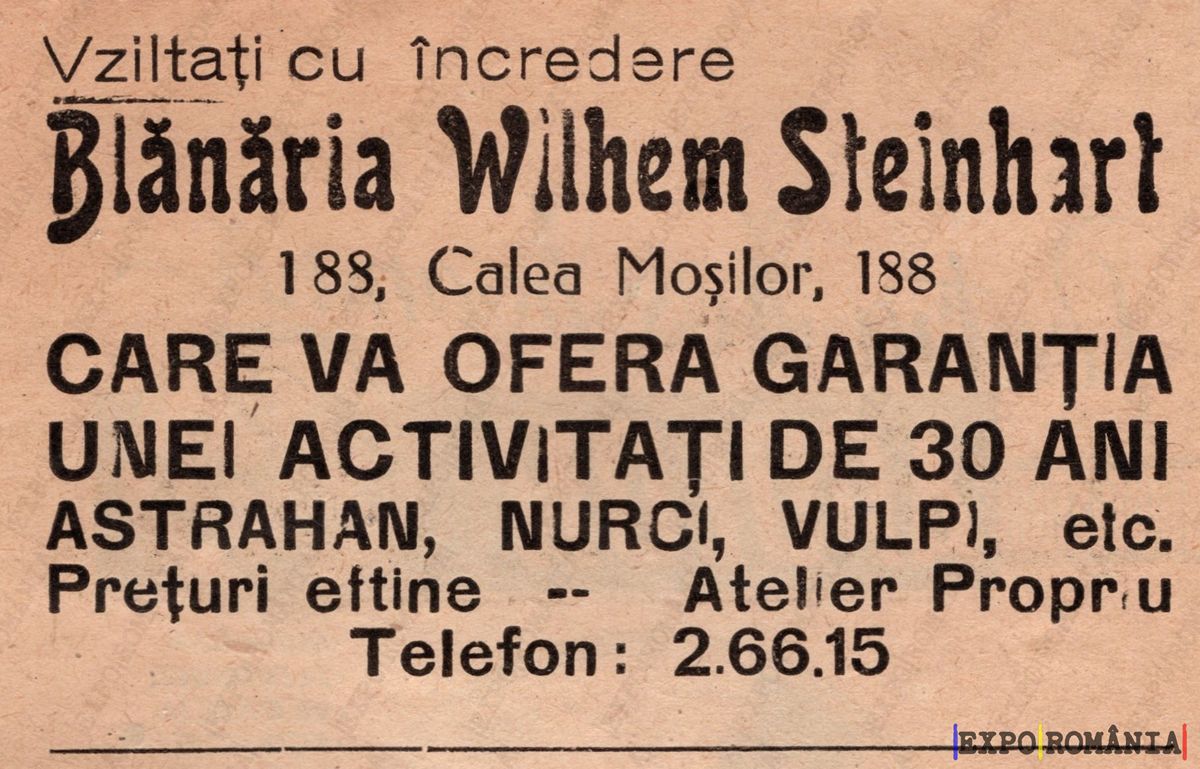 Vziltați cu încredere
Blănăria Wilhem Steinhart
188, Calea Moșilor, 188
CARE VA OFERA GARANȚIA
UNEI ACTIVITAȚI DE 30 ANI
ASTRAHAN, NURCI, VULPI, etc.
Prețuri eftine -- Atelier Propriu
Telefon: 2.66.15
EXPO ROMÂNIA